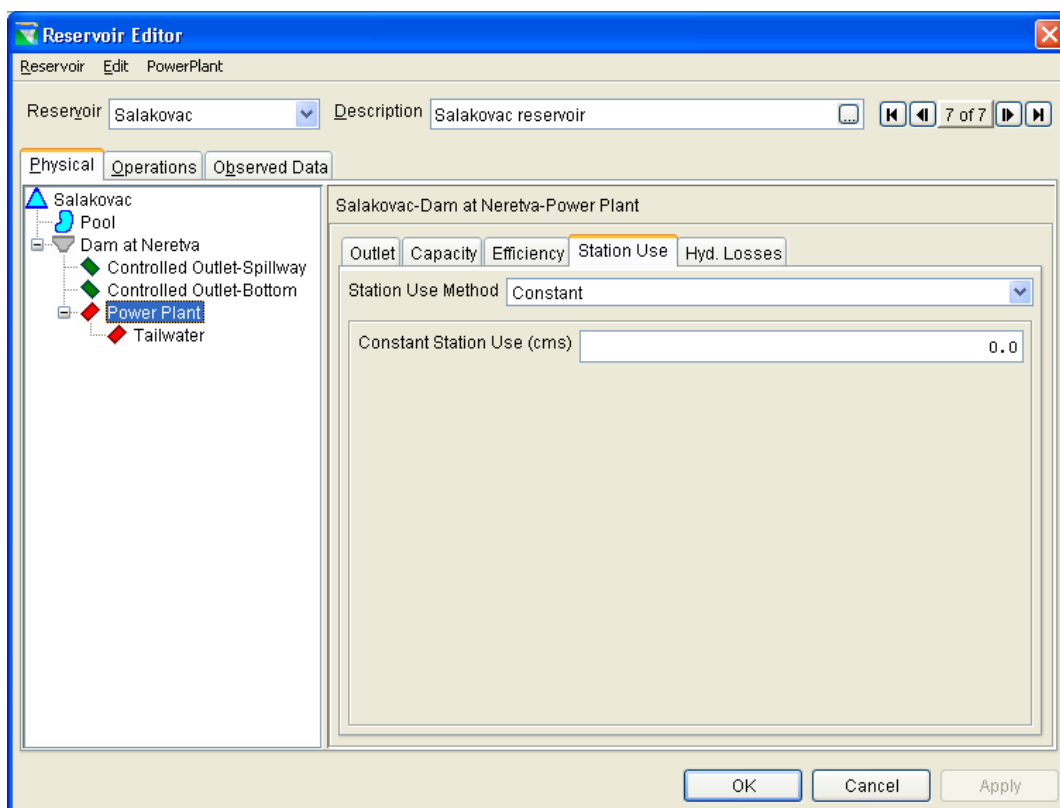 Reservoir Editor
Reservoir Edit PowerPlant
Reservoir Salakovac Description Salakovac reservoir ... 7 of 7
Physical Operations Observed Data
Salakovac
Pool
Dam at Neretva
Controlled Outlet-Spillway
Controlled Outlet-Bottom
Power Plant
Tailwater
Salakovac-Dam at Neretva-Power Plant
Outlet Capacity Efficiency Station Use Hyd. Losses
Station Use Method Constant
Constant Station Use (cms) 0.0
OK Cancel Apply